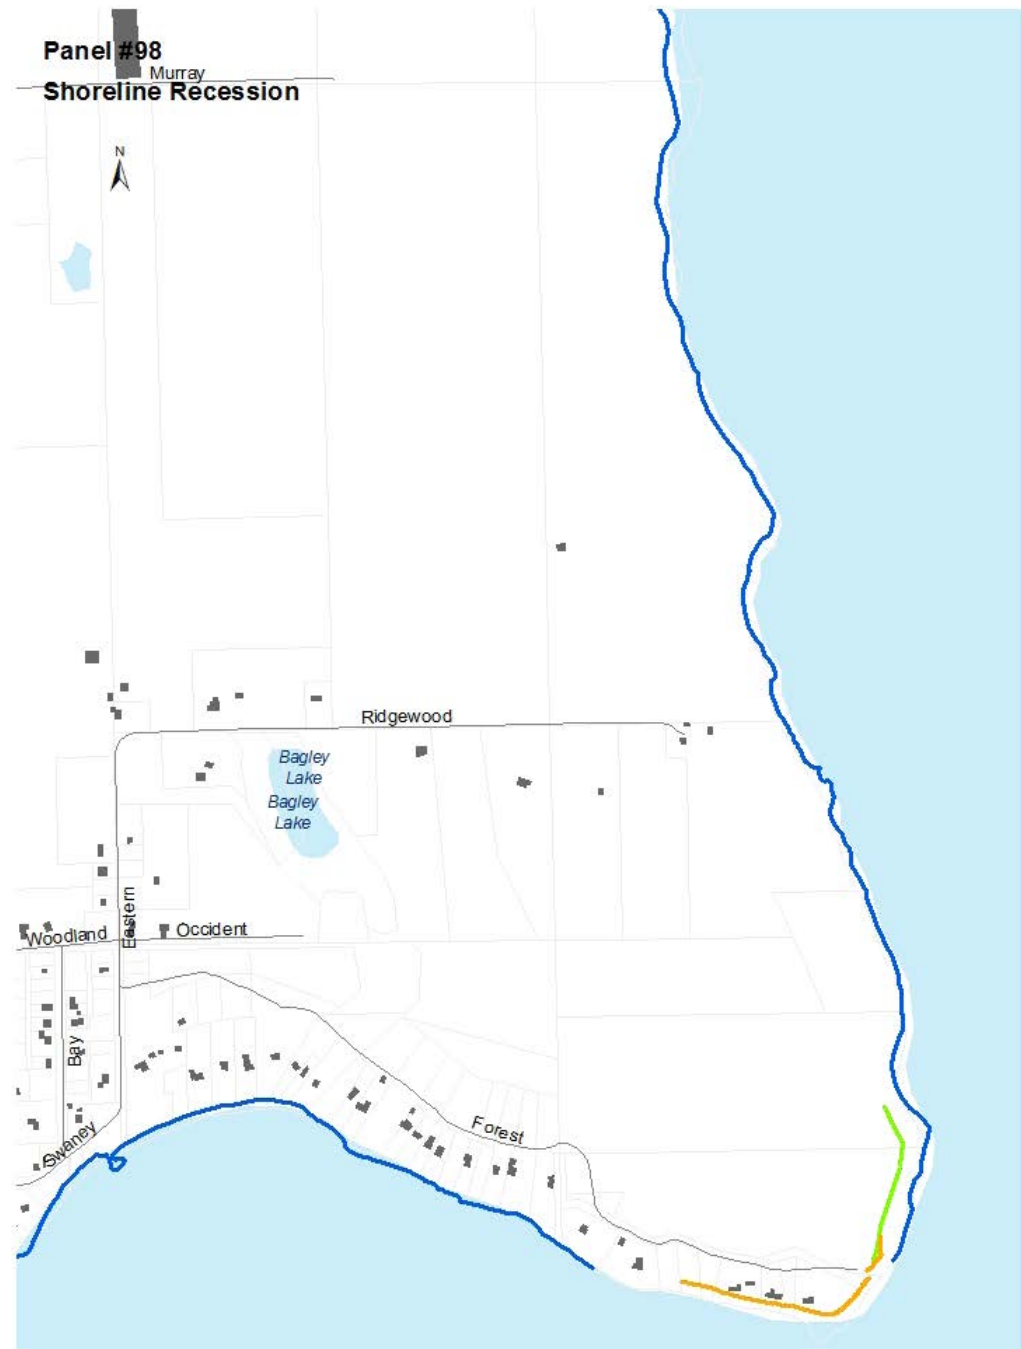 Panel #98
Murray
Shoreline Recession
N
Ridgewood
Bagley
Lake
Bagley
Lake
Eastern
Woodland
Occident
Bay
Swaney
Forest